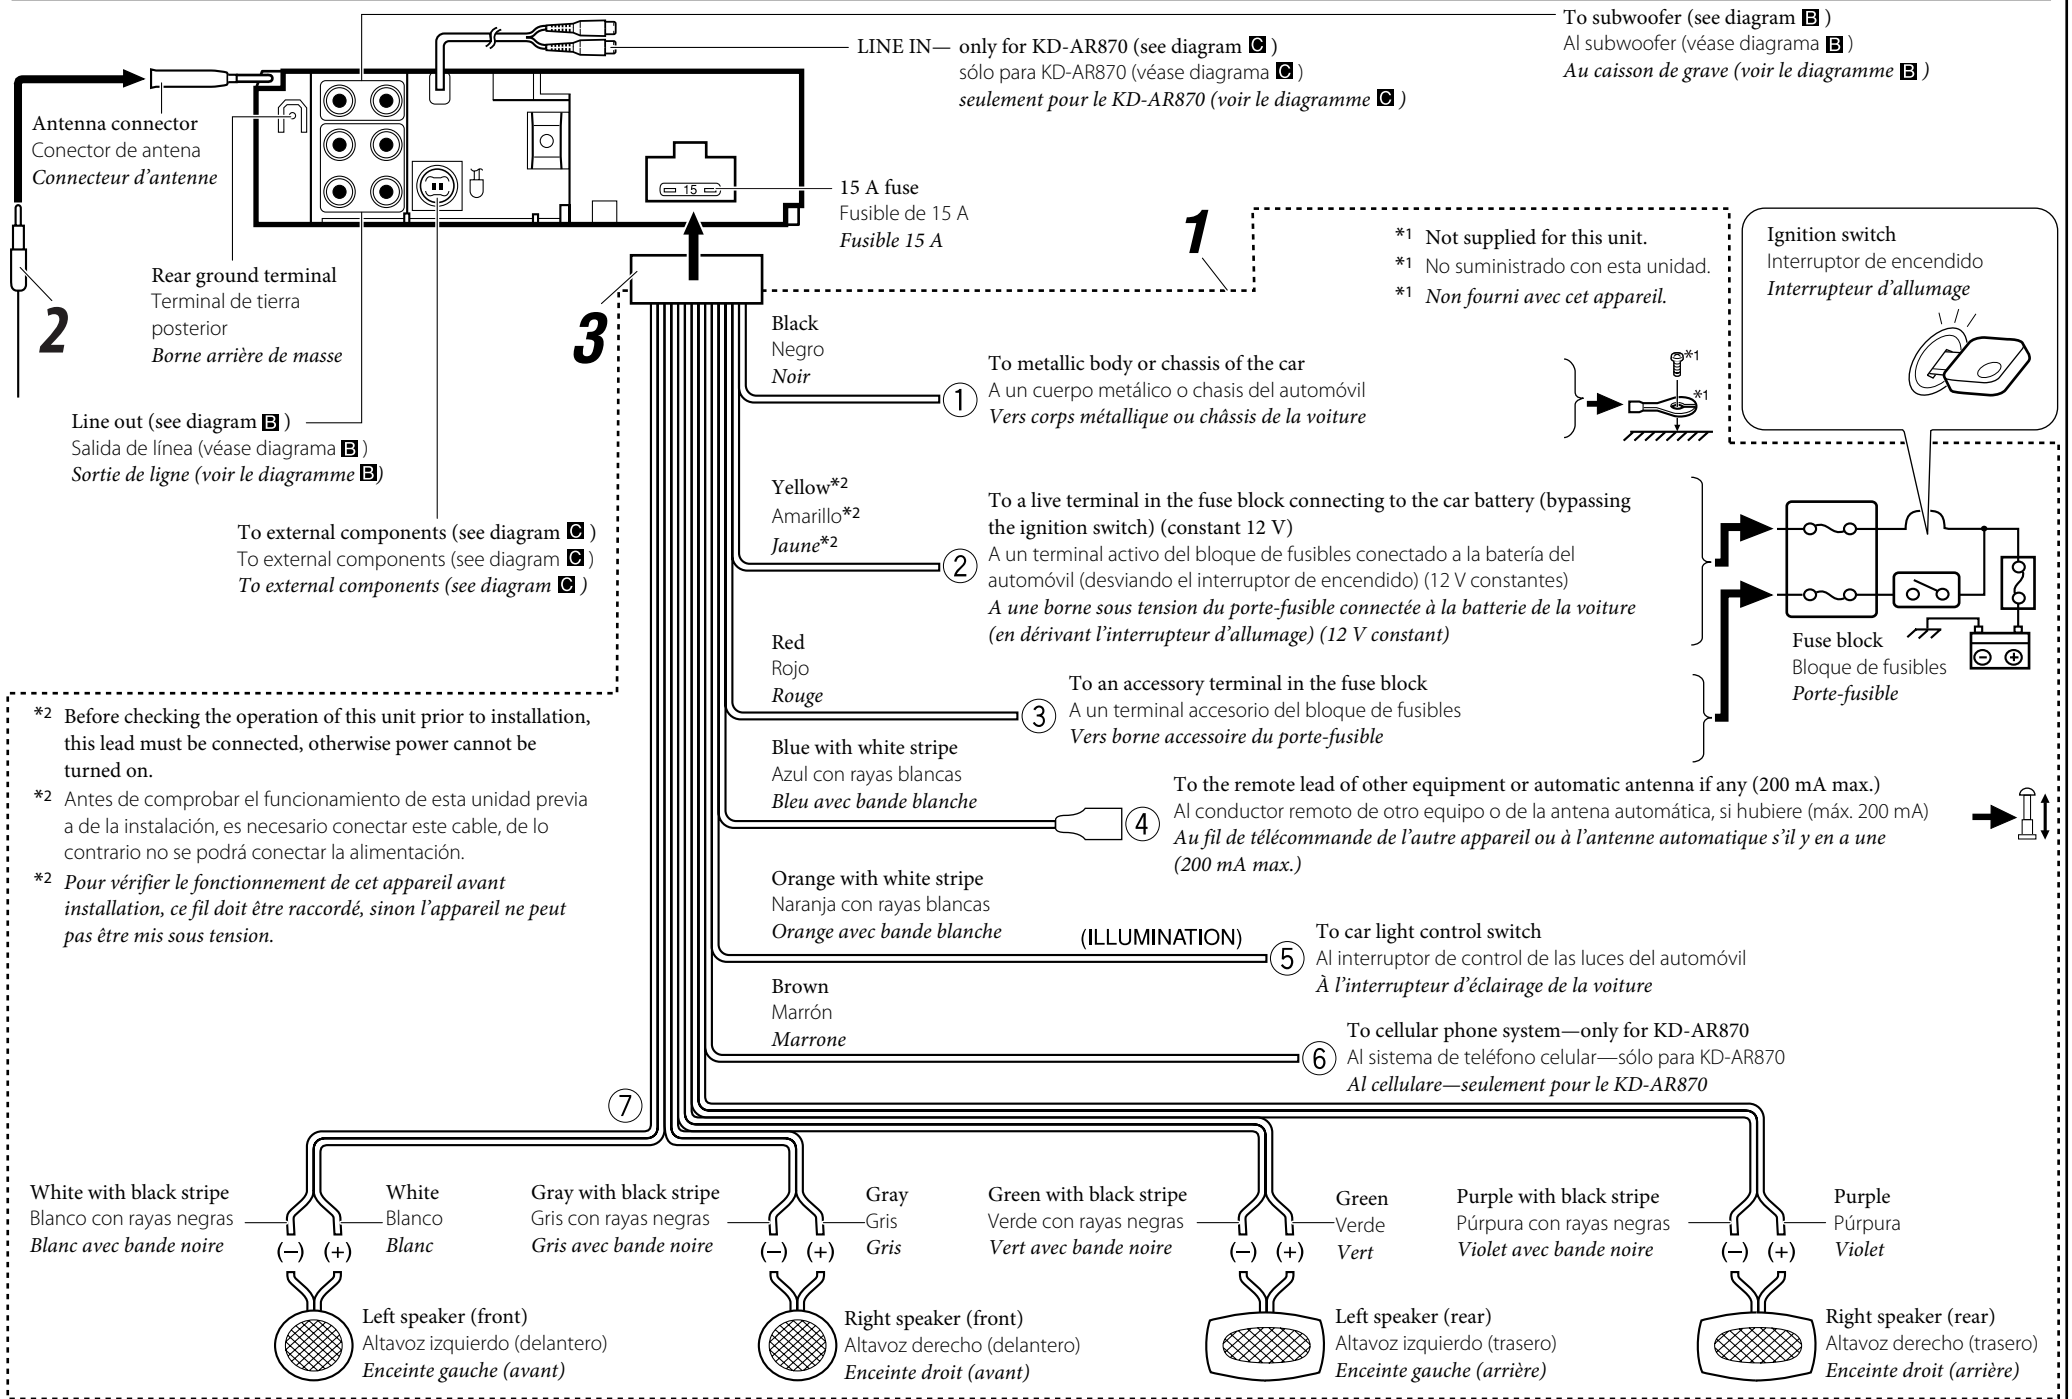 To subwoofer (see diagram B )
Al subwoofer (véase diagrama B )
Au caisson de grave (voir le diagramme B )
LINE IN— only for KD-AR870 (see diagram C )
sólo para KD-AR870 (véase diagrama C )
seulement pour le KD-AR870 (voir le diagramme C )
Antenna connector
Conector de antena
Connecteur d'antenne
15
15 A fuse
Fusible de 15 A
Fusible 15 A
Rear ground terminal
Terminal de tierra
posterior
Borne arrière de masse
2
3
1
*1 Not supplied for this unit.
*1 No suministrado con esta unidad.
*1 Non fourni avec cet appareil.
Ignition switch
Interruptor de encendido
Interrupteur d'allumage
Line out (see diagram B )
Salida de línea (véase diagrama B )
Sortie de ligne (voir le diagramme B)
To external components (see diagram C )
To external components (see diagram C )
To external components (see diagram C )
Black
Negro
Noir
1
To metallic body or chassis of the car
A un cuerpo metálico o chasis del automóvil
Vers corps métallique ou châssis de la voiture
*1
*1
Yellow*2
Amarillo*2
Jaune*2
2
To a live terminal in the fuse block connecting to the car battery (bypassing
the ignition switch) (constant 12 V)
A un terminal activo del bloque de fusibles conectado a la batería del
automóvil (desviando el interruptor de encendido) (12 V constantes)
A une borne sous tension du porte-fusible connectée à la batterie de la voiture
(en dérivant l'interrupteur d'allumage) (12 V constant)
Fuse block
Bloque de fusibles
Porte-fusible
Red
Rojo
Rouge
3
To an accessory terminal in the fuse block
A un terminal accesorio del bloque de fusibles
Vers borne accessoire du porte-fusible
*2 Before checking the operation of this unit prior to installation,
this lead must be connected, otherwise power cannot be
turned on.
*2 Antes de comprobar el funcionamiento de esta unidad previa
a de la instalación, es necesario conectar este cable, de lo
contrario no se podrá conectar la alimentación.
*2 Pour vérifier le fonctionnement de cet appareil avant
installation, ce fil doit être raccordé, sinon l'appareil ne peut
pas être mis sous tension.
Blue with white stripe
Azul con rayas blancas
Bleu avec bande blanche
4
To the remote lead of other equipment or automatic antenna if any (200 mA max.)
Al conductor remoto de otro equipo o de la antena automática, si hubiere (máx. 200 mA)
Au fil de télécommande de l'autre appareil ou à l'antenne automatique s'il y en a une
(200 mA max.)
Orange with white stripe
Naranja con rayas blancas
Orange avec bande blanche
(ILLUMINATION)
5
To car light control switch
Al interruptor de control de las luces del automóvil
À l'interrupteur d'éclairage de la voiture
Brown
Marrón
Marrone
6
To cellular phone system—only for KD-AR870
Al sistema de teléfono celular—sólo para KD-AR870
Al cellulare—seulement pour le KD-AR870
7
White with black stripe
Blanco con rayas negras
Blanc avec bande noire
(–) (+)
White
Blanco
Blanc
Gray with black stripe
Gris con rayas negras
Gris avec bande noire
(–) (+)
Gray
Gris
Gris
Green with black stripe
Verde con rayas negras
Vert avec bande noire
(–) (+)
Green
Verde
Vert
Purple with black stripe
Púrpura con rayas negras
Violet avec bande noire
(–) (+)
Purple
Púrpura
Violet
Left speaker (front)
Altavoz izquierdo (delantero)
Enceinte gauche (avant)
Right speaker (front)
Altavoz derecho (delantero)
Enceinte droit (avant)
Left speaker (rear)
Altavoz izquierdo (trasero)
Enceinte gauche (arrière)
Right speaker (rear)
Altavoz derecho (trasero)
Enceinte droit (arrière)